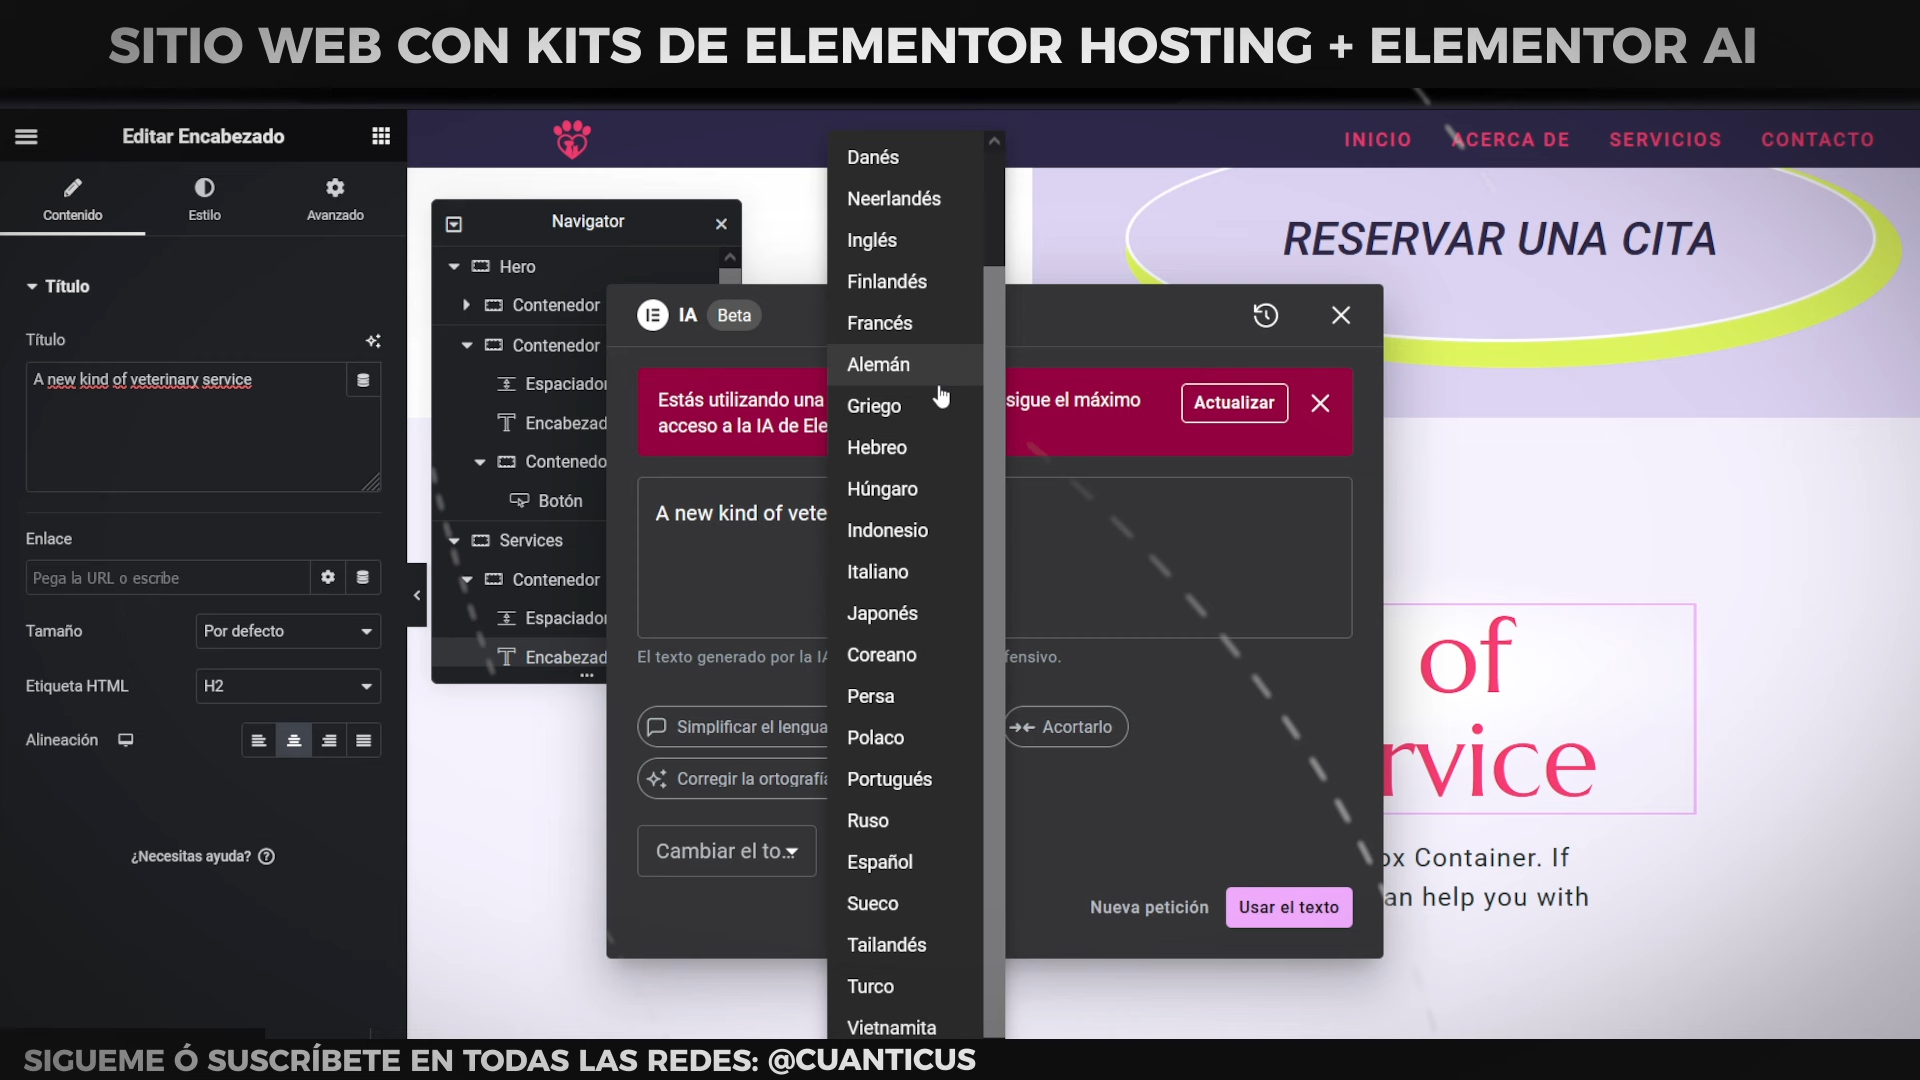 SITIO WEB CON KITS DE ELEMENTOR HOSTING + ELEMENTOR AI
Editar Encabezado
Contenido
Estilo
Avanzado
Título
Título
A new kind of veterinary service
Enlace
Pega la URL o escribe
Tamaño
Por defecto
Etiqueta HTML
H2
Alineación
¿Necesitas ayuda?
INICIO
ACERCA DE
SERVICIOS
CONTACTO
RESERVAR UNA CITA
Navigator
Hero
Contenedor
Contenedor
Espaciador
Encabezad
Contenedo
Botón
Services
Contenedor
Espaciador
Encabezad
IA
Beta
Estás utilizando una
sigue el máximo
acceso a la IA de Ele
Actualizar
A new kind of vete
El texto generado por la IA
fensivo.
Simplificar el lengua
Acortarlo
Corregir la ortografía
Cambiar el to...
Nueva petición
Usar el texto
Danés
Neerlandés
Inglés
Finlandés
Francés
Alemán
Griego
Hebreo
Húngaro
Indonesio
Italiano
Japonés
Coreano
Persa
Polaco
Portugués
Ruso
Español
Sueco
Tailandés
Turco
Vietnamita
of
rvice
ox Container. If
an help you with
SIGUEME Ó SUSCRÍBETE EN TODAS LAS REDES: @CUANTICUS